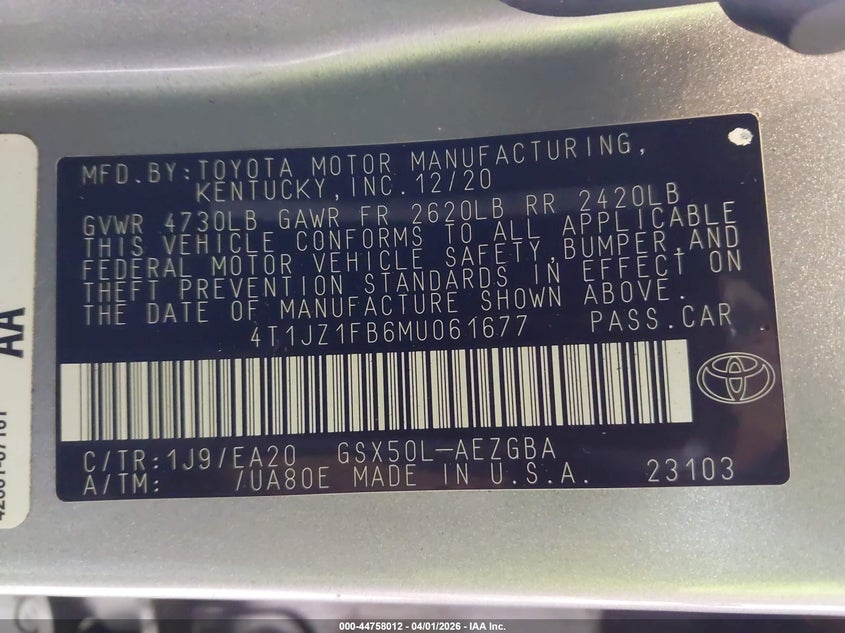 MFD.BY:TOYOTA MOTOR MANUFACTURING,
KENTUCKY,INC.12/20
GVWR 4730LB GAWR FR 2620LB RR 2420LB
THIS VEHICLE CONFORMS TO ALL APPLICABLE
FEDERAL MOTOR VEHICLE SAFETY,BUMPER,AND
THEFT PREVENTION STANDARDS IN EFFECT ON
THE DATE OF MANUFACTURE SHOWN ABOVE.
4T1JZ1FB6MU061677 PASS.CAR
C/TR:1J9/EA20 GSX50L-AEZGBA
A/TM: /UA80E MADE IN U.S.A. 23103
AA
000-44758012 - 04/01/2026 - IAA Inc.